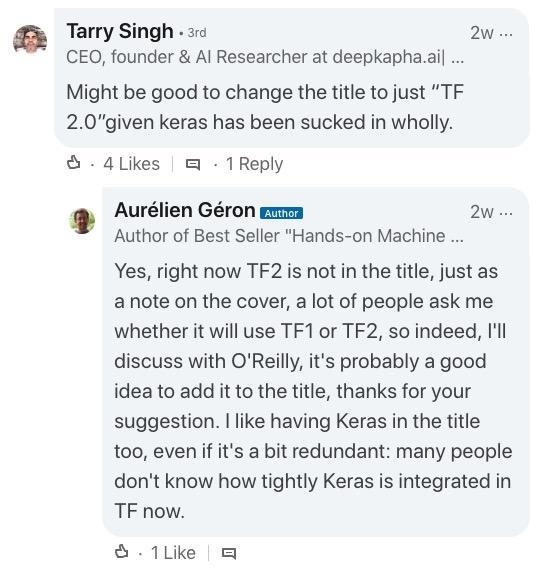 Tarry Singh • 3rd 2w ...
CEO, founder & AI Researcher at deepkapha.ai| ...
Might be good to change the title to just “TF
2.0”given keras has been sucked in wholly.
· 4 Likes | · 1 Reply
Aurélien Géron Author 2w ...
Author of Best Seller "Hands-on Machine ...
Yes, right now TF2 is not in the title, just as
a note on the cover, a lot of people ask me
whether it will use TF1 or TF2, so indeed, I'll
discuss with O'Reilly, it's probably a good
idea to add it to the title, thanks for your
suggestion. I like having Keras in the title
too, even if it's a bit redundant: many people
don't know how tightly Keras is integrated in
TF now.
· 1 Like |